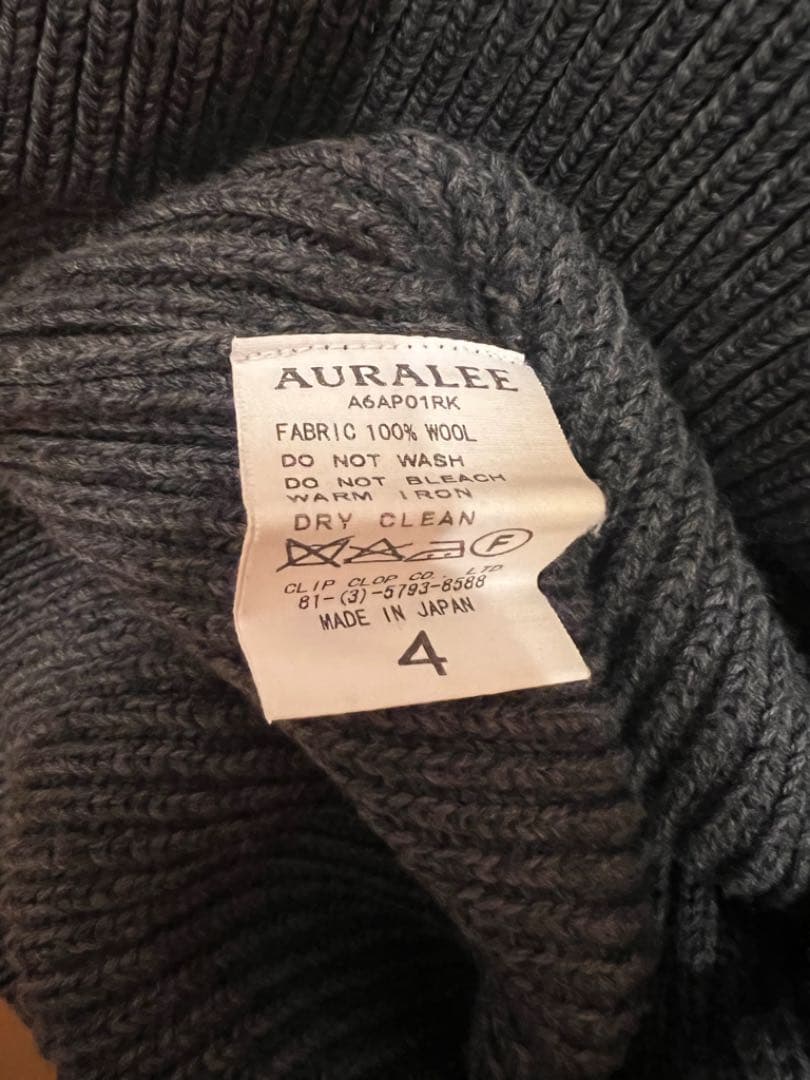 AURALEE
A6AP01RK
FABRIC 100% WOOL
DO NOT WASH
DO NOT BLEACH
WARM IRON
DRY CLEAN
F
CLIP CLOP CO., LTD
81-(3)-5793-8588
MADE IN JAPAN
4